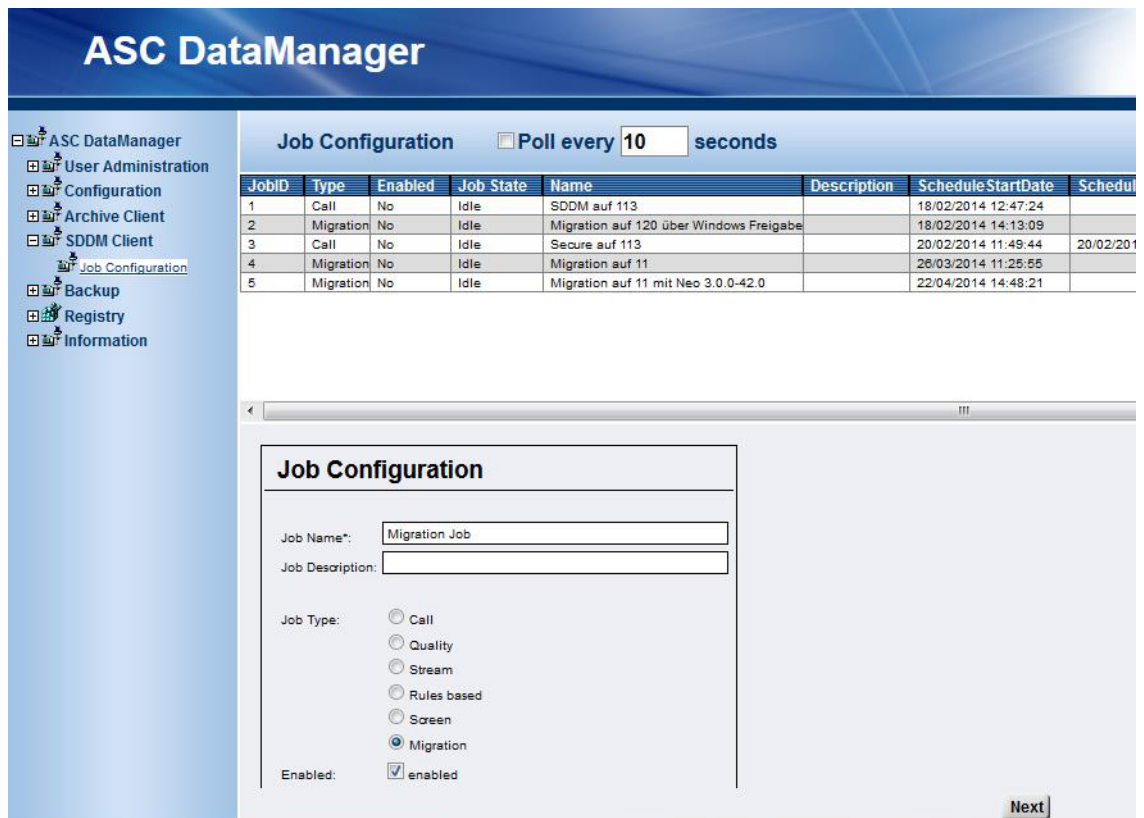 ASC DataManager
ASC DataManager
User Administration
Configuration
Archive Client
SDDM Client
Job Configuration
Backup
Registry
Information
Job Configuration Poll every 10 seconds
JobID Type Enabled Job State Name Description ScheduleStartDate Schedul
1 Call No Idle SDDM auf 113 18/02/2014 12:47:24
2 Migration No Idle Migration auf 120 über Windows Freigabe 18/02/2014 14:13:09
3 Call No Idle Secure auf 113 20/02/2014 11:49:44 20/02/201
4 Migration No Idle Migration auf 11 26/03/2014 11:25:55
5 Migration No Idle Migration auf 11 mit Neo 3.0.0-42.0 22/04/2014 14:48:21
Job Configuration
Job Name*: Migration Job
Job Description:
Job Type: Call
Quality
Stream
Rules based
Screen
Migration
Enabled: enabled
Next